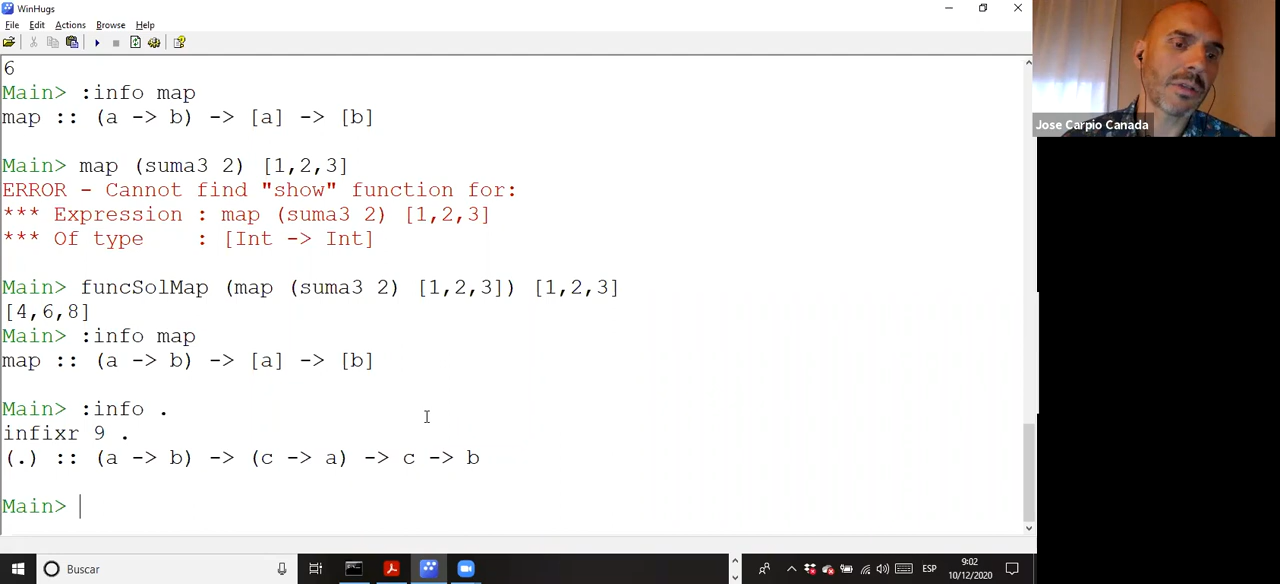 WinHugs
File Edit Actions Browse Help
6
Main> :info map
map :: (a -> b) -> [a] -> [b]
Main> map (suma3 2) [1,2,3]
ERROR - Cannot find "show" function for:
*** Expression : map (suma3 2) [1,2,3]
*** Of type    : [Int -> Int]
Main> funcSolMap (map (suma3 2) [1,2,3]) [1,2,3]
[4,6,8]
Main> :info map
map :: (a -> b) -> [a] -> [b]
Main> :info .
infixr 9 .
(.) :: (a -> b) -> (c -> a) -> c -> b
Main>
Jose Carpio Canada
Buscar
ESP
9:02
10/12/2020